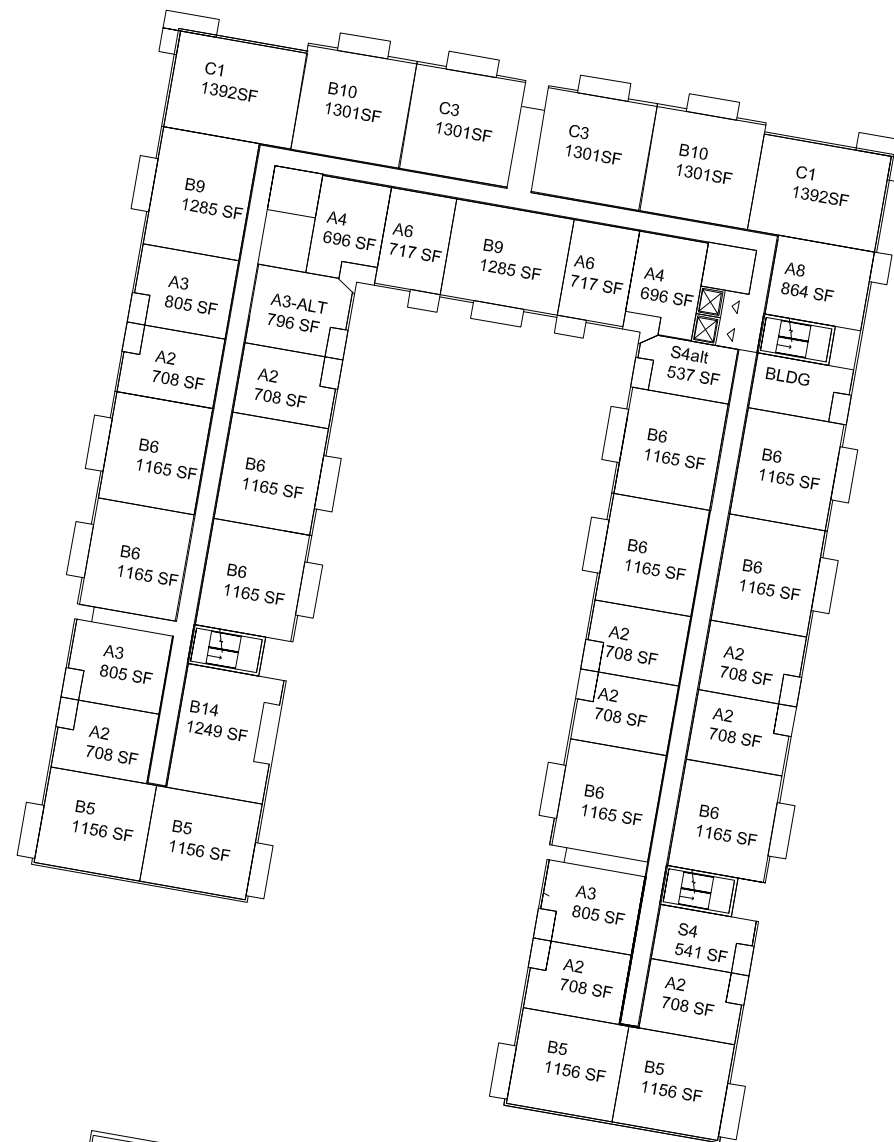 C1
1392SF
B10
1301SF
C3
1301SF
C3
1301SF
B10
1301SF
C1
1392SF
B9
1285 SF
A4
696 SF
A6
717 SF
B9
1285 SF
A6
717 SF
A4
696 SF
A8
864 SF
A3
805 SF
A3-ALT
796 SF
S4alt
537 SF
BLDG
A2
708 SF
A2
708 SF
B6
1165 SF
B6
1165 SF
B6
1165 SF
B6
1165 SF
B6
1165 SF
B6
1165 SF
B6
1165 SF
B6
1165 SF
A3
805 SF
A2
708 SF
A2
708 SF
B14
1249 SF
A2
708 SF
A2
708 SF
A2
708 SF
B5
1156 SF
B5
1156 SF
B6
1165 SF
B6
1165 SF
A3
805 SF
S4
541 SF
A2
708 SF
A2
708 SF
B5
1156 SF
B5
1156 SF